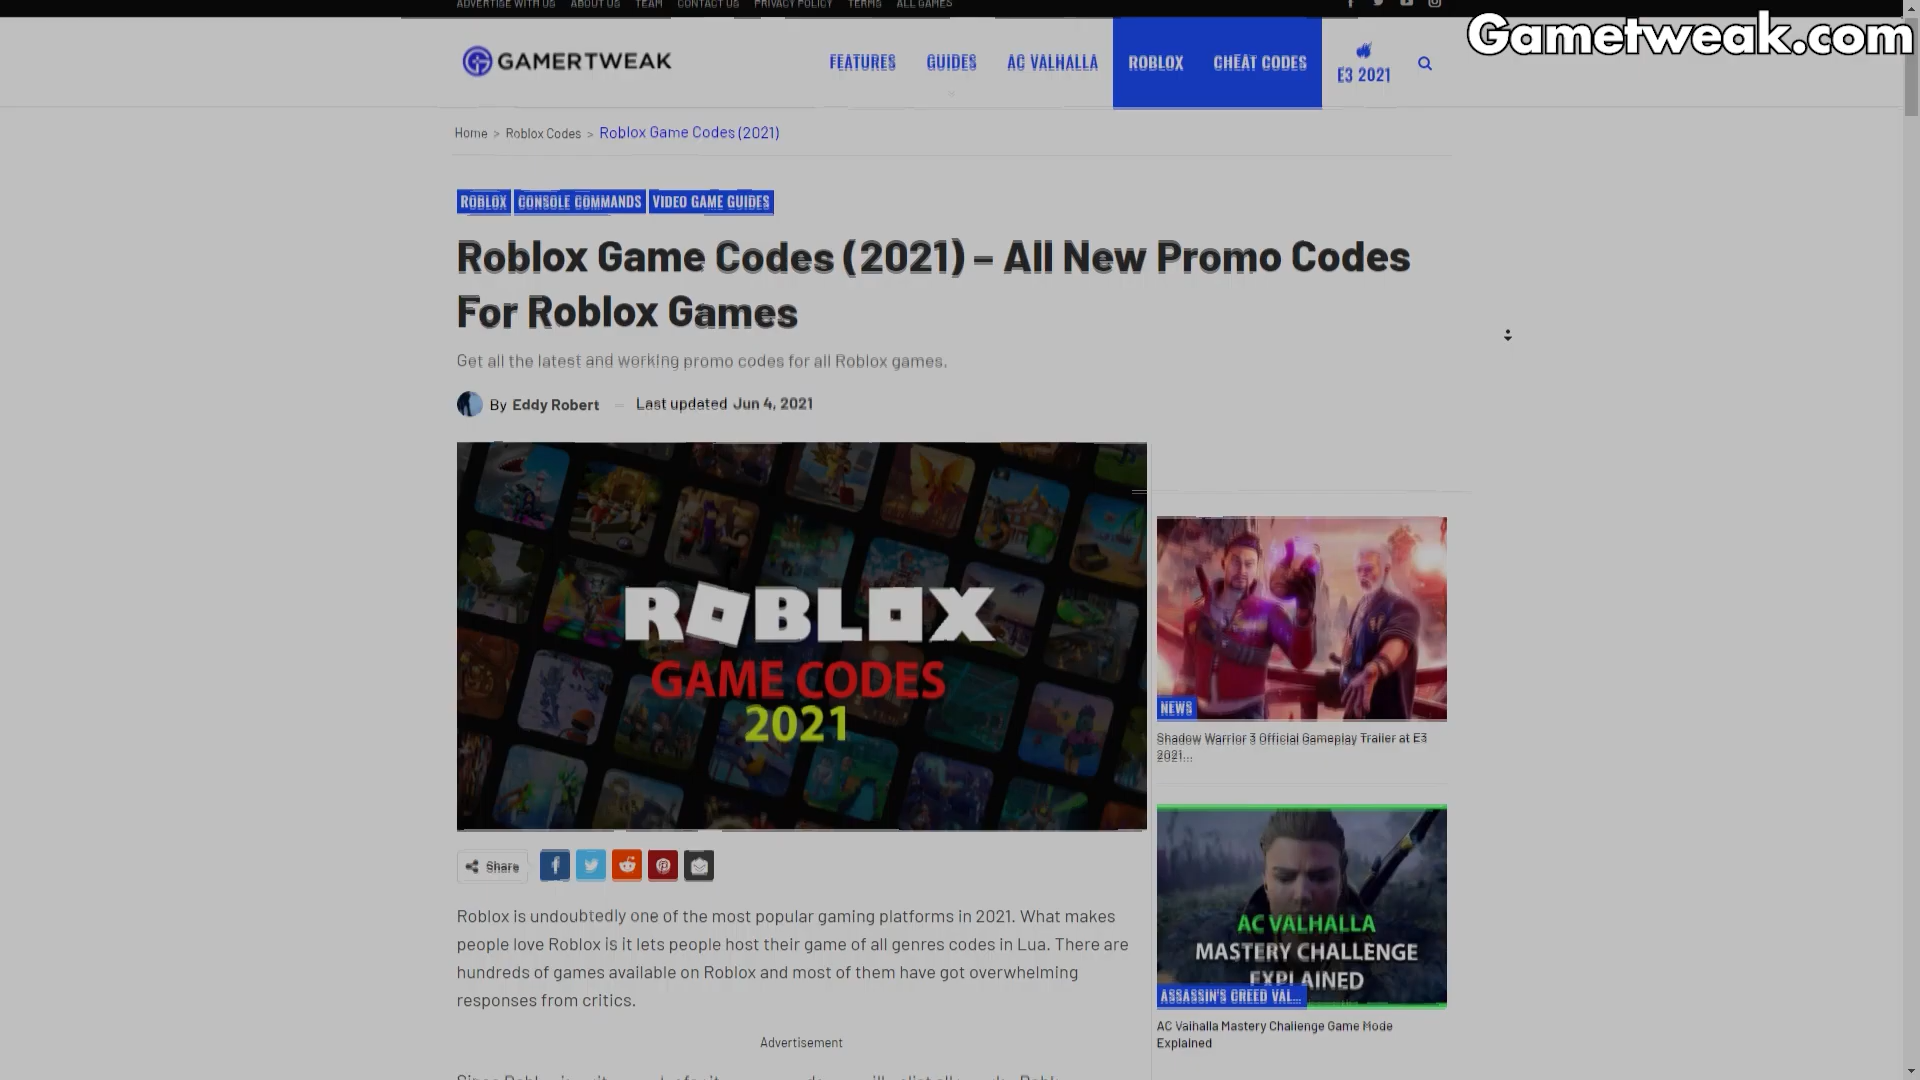 ADVERTISE WITH US ABOUT US TEAM CONTACT US PRIVACY POLICY TERMS ALL GAMES
Gametweak.com
GAMERTWEAK
FEATURES GUIDES AC VALHALLA ROBLOX CHEAT CODES E3 2021
Home > Roblox Codes > Roblox Game Codes (2021)
ROBLOX CONSOLE COMMANDS VIDEO GAME GUIDES
Roblox Game Codes (2021) – All New Promo Codes
For Roblox Games
Get all the latest and working promo codes for all Roblox games.
By Eddy Robert – Last updated Jun 4, 2021
ROBLOX
GAME CODES
2021
NEWS
Shadow Warrior 3 Official Gameplay Trailer at E3
2021...
Share
Roblox is undoubtedly one of the most popular gaming platforms in 2021. What makes
people love Roblox is it lets people host their game of all genres codes in Lua. There are
hundreds of games available on Roblox and most of them have got overwhelming
responses from critics.
Advertisement
AC VALHALLA
MASTERY CHALLENGE
EXPLAINED
ASSASSIN'S CREED VAL...
AC Valhalla Mastery Challenge Game Mode
Explained